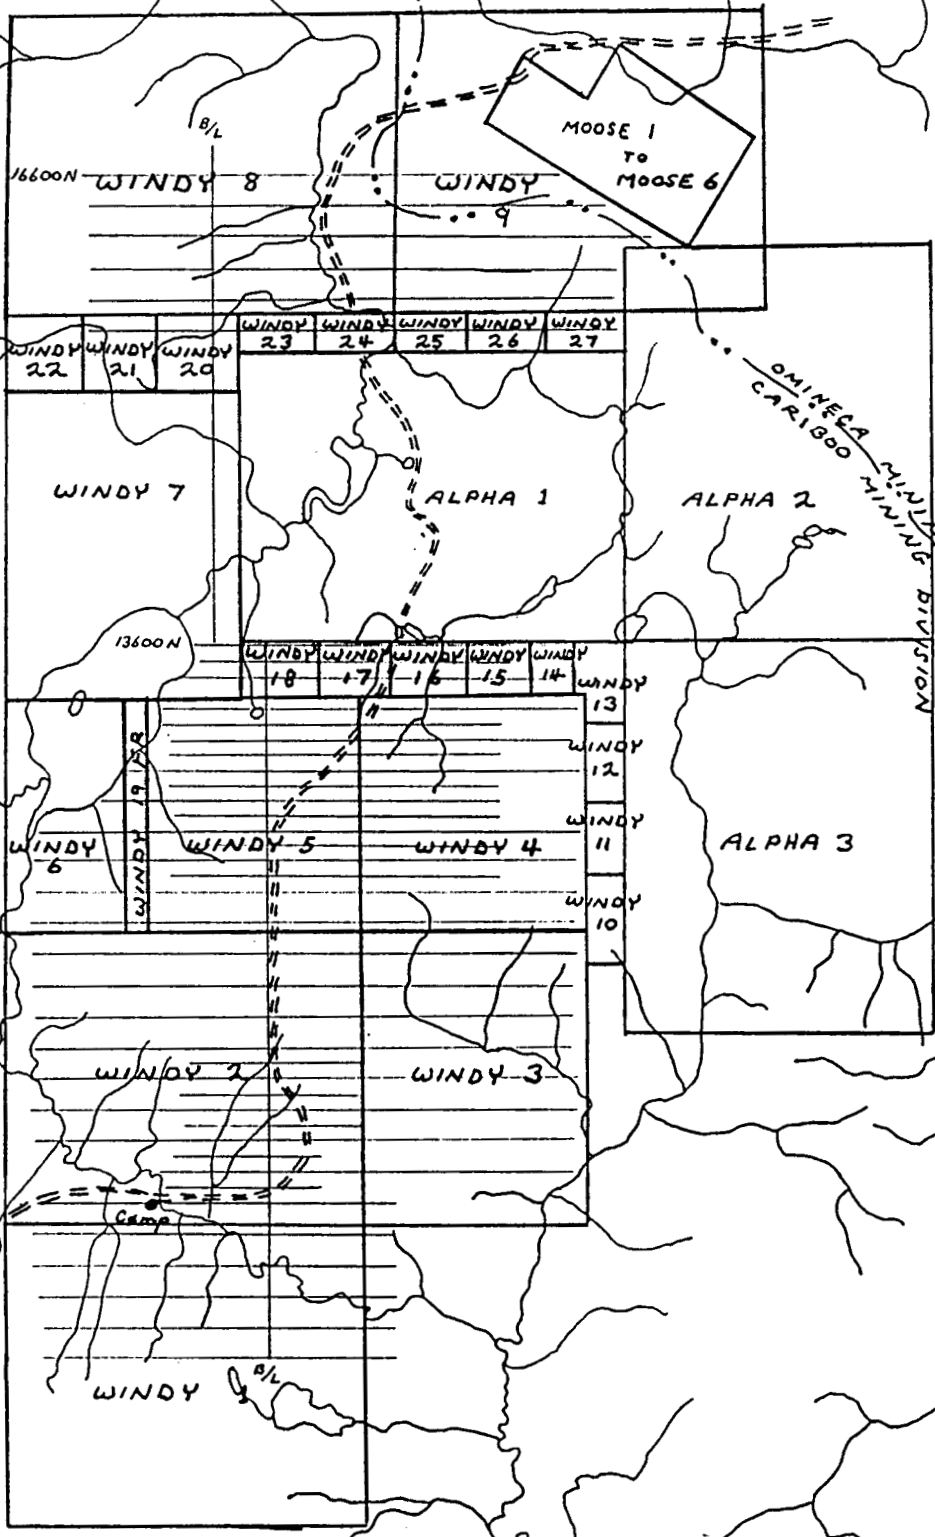 MOOSE 1
TO
MOOSE 6
B/L
16600N
WINDY 8
WINDY
9
WINDY
23
WINDY
24
WINDY
25
WINDY
26
WINDY
27
WINDY
22
WINDY
21
WINDY
20
OMINECA MINING
CARIBOO MINING DIVISION
WINDY 7
ALPHA 1
ALPHA 2
13600N
WINDY
18
WINDY
17
WINDY
16
WINDY
15
WINDY
14
WINDY
13
WINDY
12
WINDY
11
WINDY
10
WINDY
6
WINDY 19 FR
WINDY 5
WINDY 4
ALPHA 3
WINDY 2
WINDY 3
Camp
B/L
WINDY
1